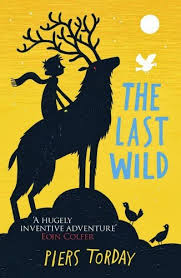 THE
LAST
WILD
'A HUGELY
INVENTIVE ADVENTURE'
EOIN COLFER
PIERS TORDAY